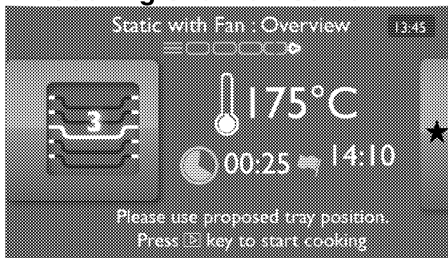 Static with Fan : Overview
13:45
3
175°C
00:25
14:10
Please use proposed tray position.
Press key to start cooking